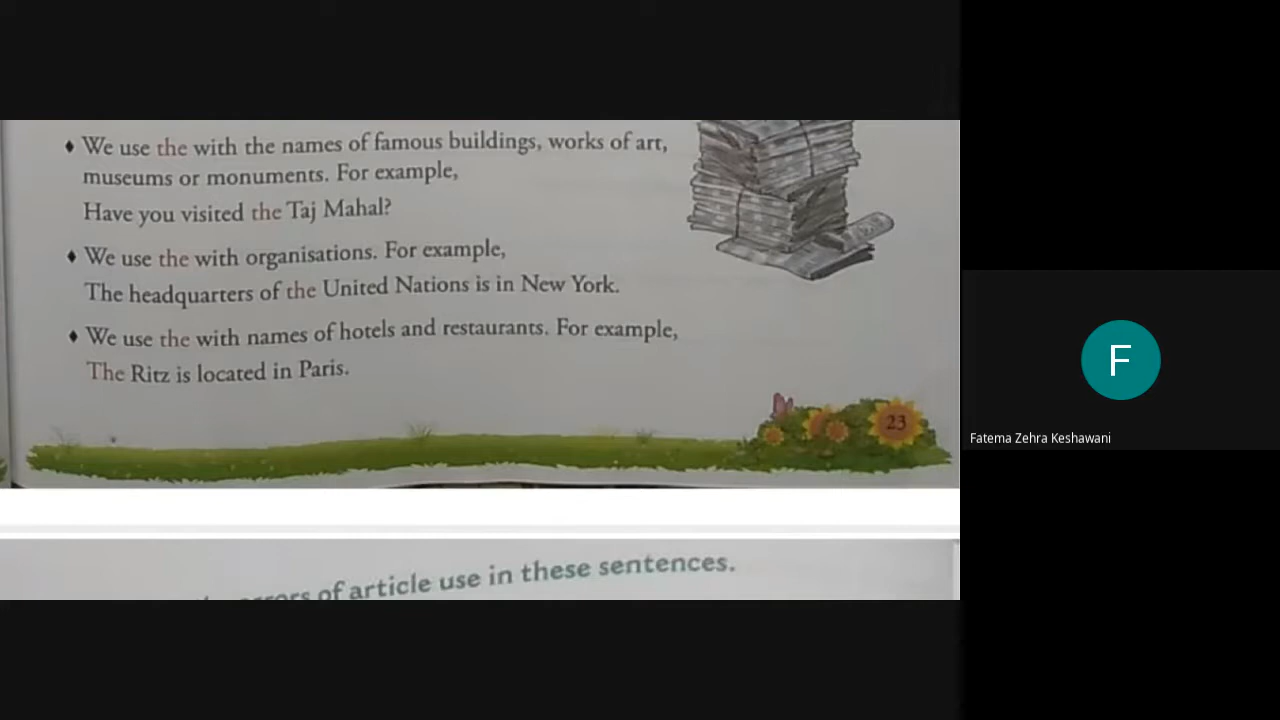 We use the with the names of famous buildings, works of art,
museums or monuments. For example,
Have you visited the Taj Mahal?
We use the with organisations. For example,
The headquarters of the United Nations is in New York.
We use the with names of hotels and restaurants. For example,
The Ritz is located in Paris.
23
of article use in these sentences.
F
Fatema Zehra Keshawani